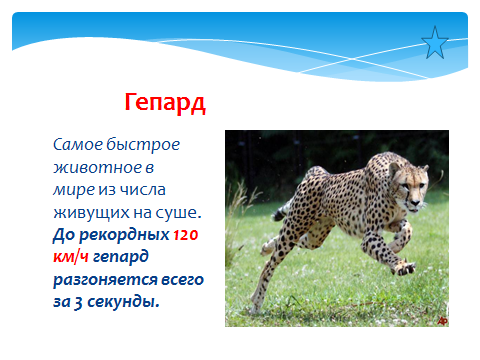 Гепард
Самое быстрое
животное в
мире из числа
живущих на суше.
До рекордных 120
км/ч гепард
разгоняется всего
за 3 секунды.
AP